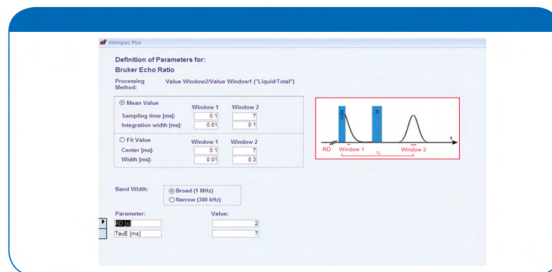 minispec Plus
Definition of Parameters for:
Bruker Echo Ratio
Processing Method: Value Window2/Value Window1 ("Liquid/Total")
Mean Value Window 1 Window 2
Sampling time [ms]: 0.1 7
Integration width [ms]: 0.01 0.1
Fit Value Window 1 Window 2
Center [ms]: 0.1 7
Width [ms]: 0.01 0.3
RD Window 1 Window 2
Band Width: Broad (1 MHz)
Narrow (300 kHz)
Parameter: Value:
RD [s] 2
TauE [ms] 7